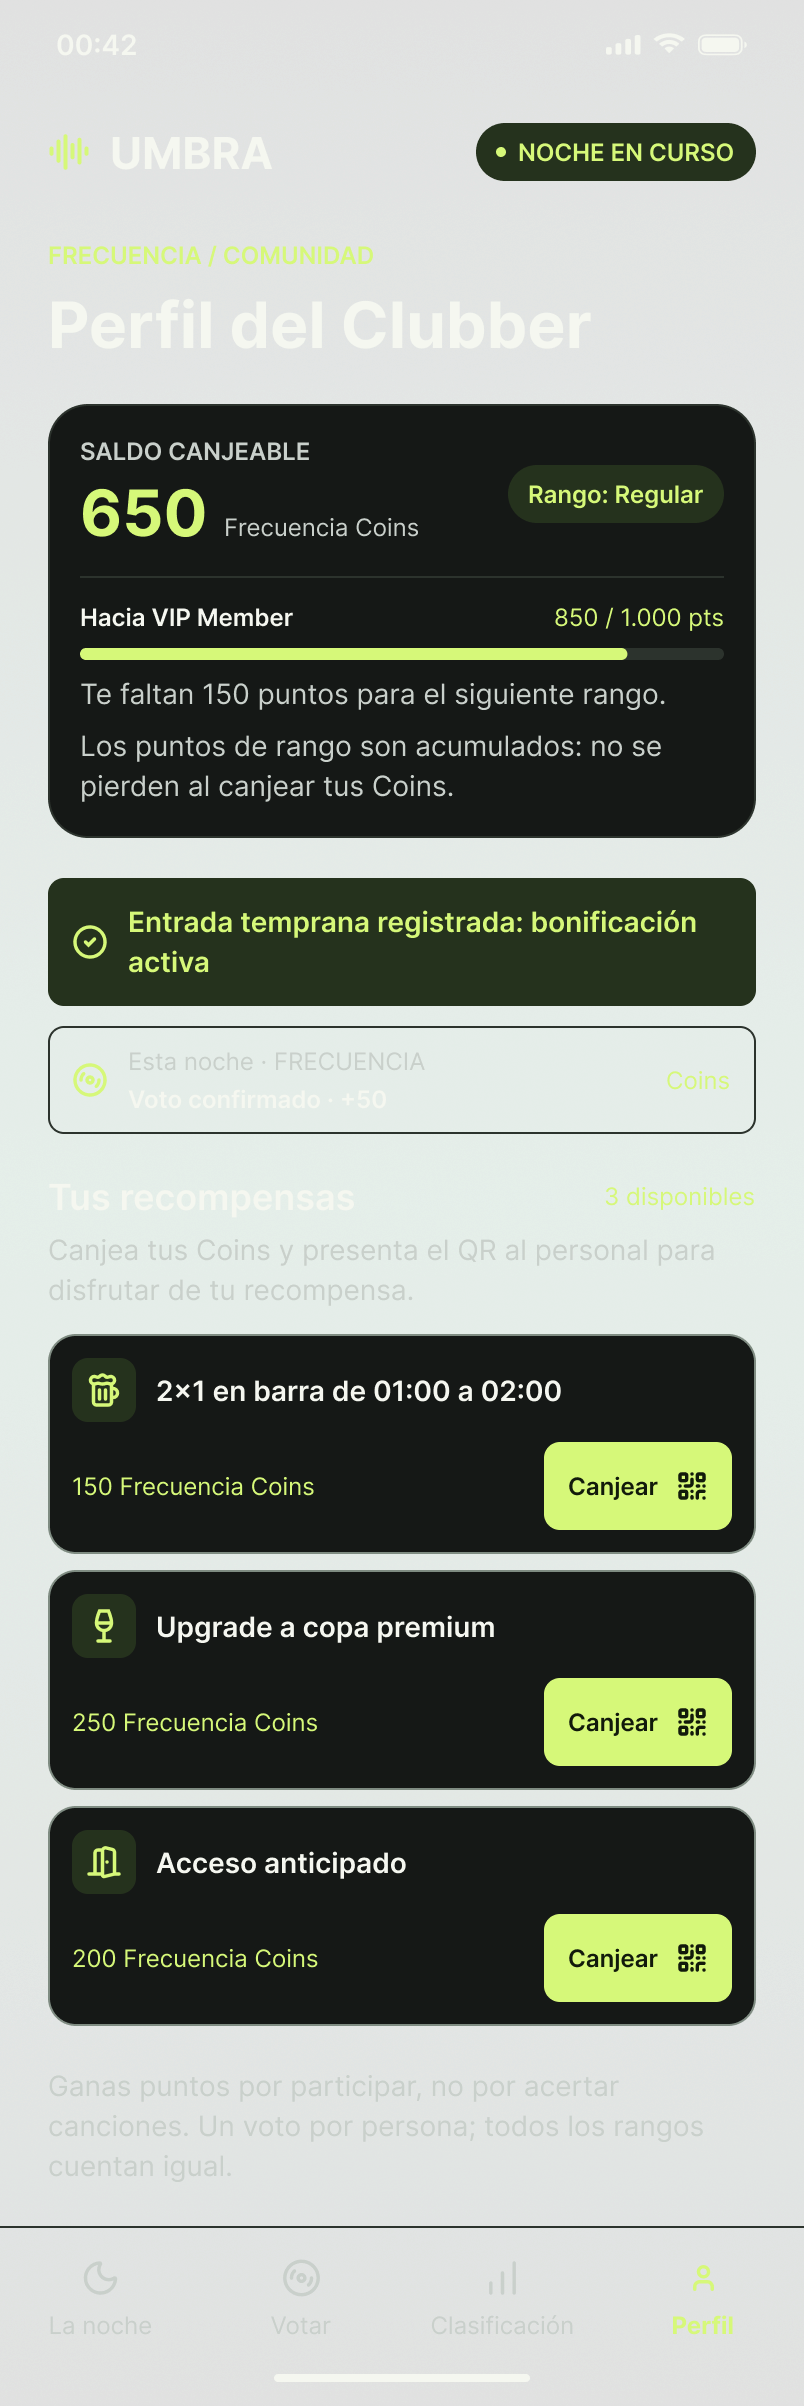 00:42
UMBRA
NOCHE EN CURSO
FRECUENCIA / COMUNIDAD
Perfil del Clubber
SALDO CANJEABLE
650 Frecuencia Coins
Rango: Regular
Hacia VIP Member
850 / 1.000 pts
Te faltan 150 puntos para el siguiente rango.
Los puntos de rango son acumulados: no se
pierden al canjear tus Coins.
Entrada temprana registrada: bonificación
activa
Esta noche · FRECUENCIA
Voto confirmado · +50
Coins
Tus recompensas
3 disponibles
Canjea tus Coins y presenta el QR al personal para
disfrutar de tu recompensa.
2×1 en barra de 01:00 a 02:00
150 Frecuencia Coins
Canjear
Upgrade a copa premium
250 Frecuencia Coins
Canjear
Acceso anticipado
200 Frecuencia Coins
Canjear
Ganas puntos por participar, no por acertar
canciones. Un voto por persona; todos los rangos
cuentan igual.
La noche
Votar
Clasificación
Perfil